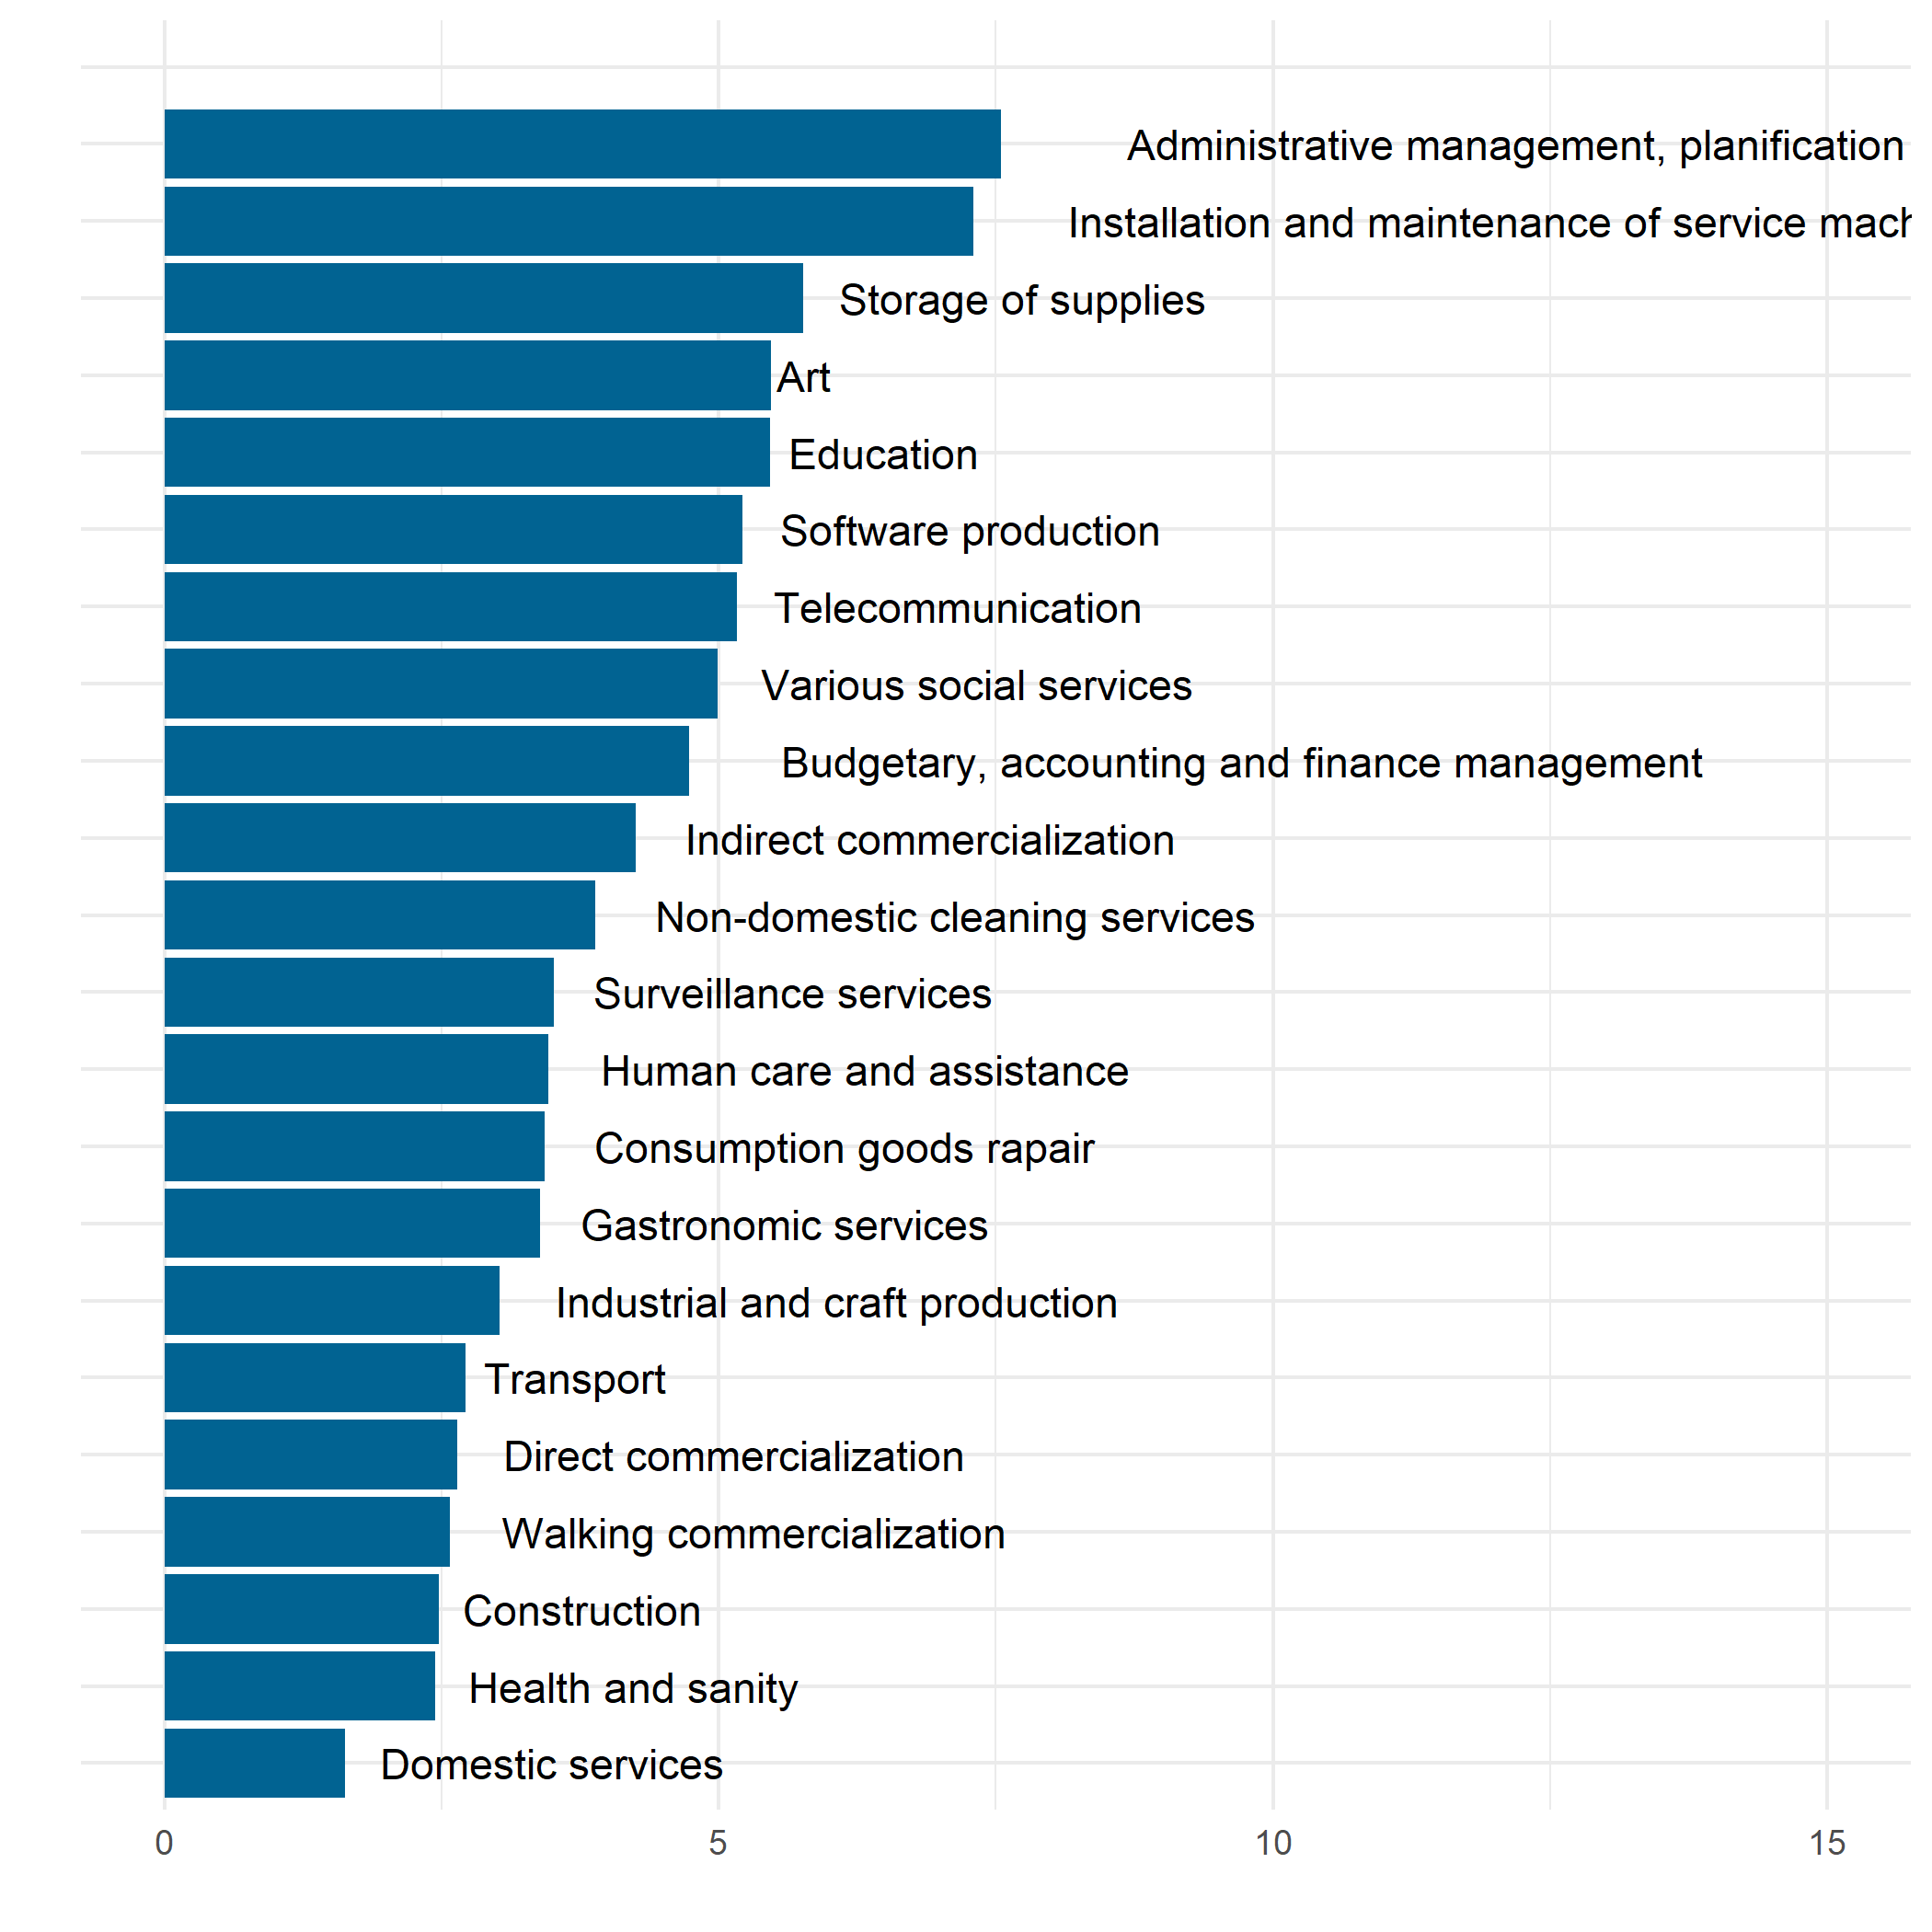 Administrative management, planification
Installation and maintenance of service mach
Storage of supplies
Art
Education
Software production
Telecommunication
Various social services
Budgetary, accounting and finance management
Indirect commercialization
Non-domestic cleaning services
Surveillance services
Human care and assistance
Consumption goods rapair
Gastronomic services
Industrial and craft production
Transport
Direct commercialization
Walking commercialization
Construction
Health and sanity
Domestic services
0 5 10 15